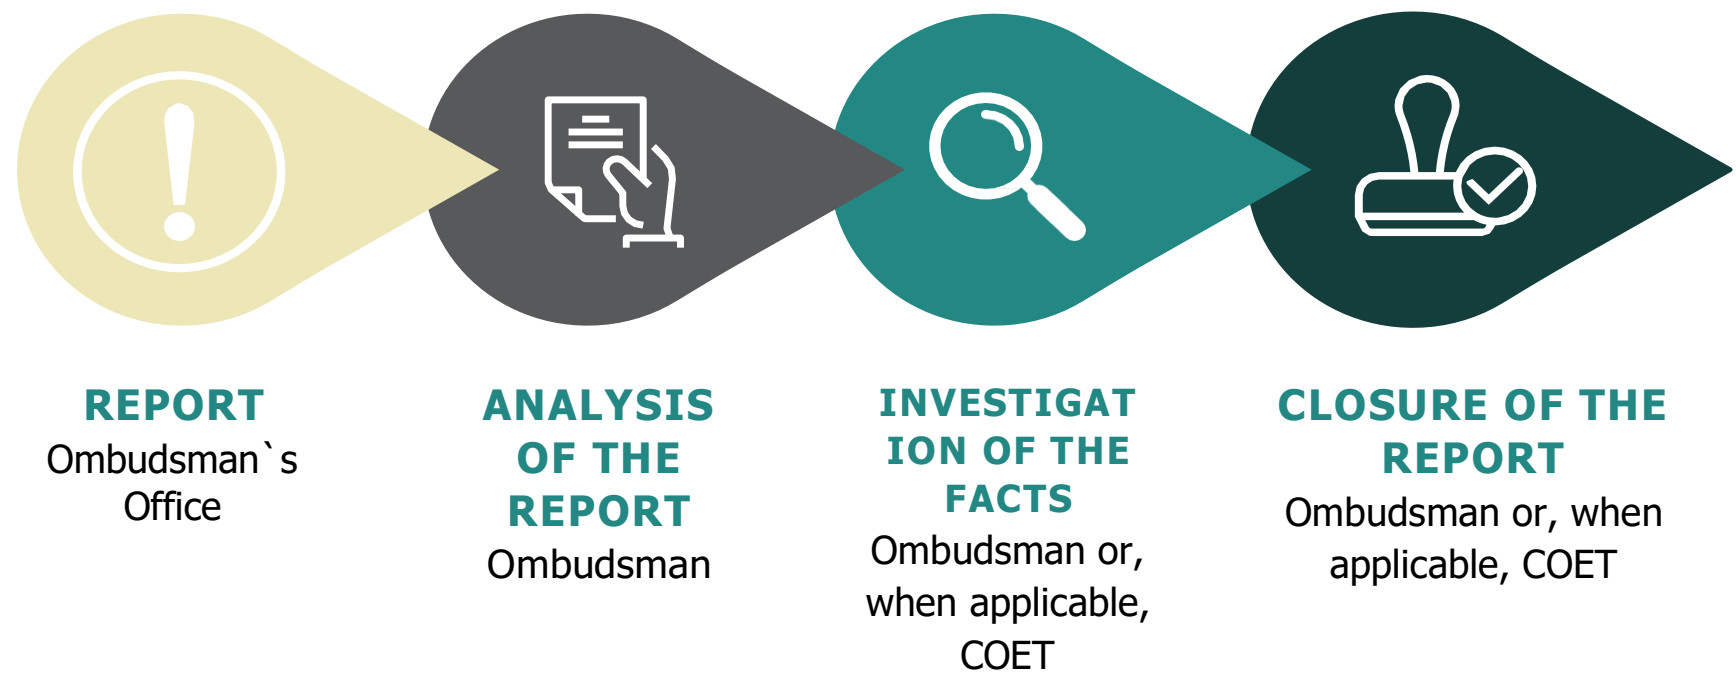 REPORT
Ombudsman`s
Office
ANALYSIS
OF THE
REPORT
Ombudsman
INVESTIGAT
ION OF THE
FACTS
Ombudsman or,
when applicable,
COET
CLOSURE OF THE
REPORT
Ombudsman or, when
applicable, COET